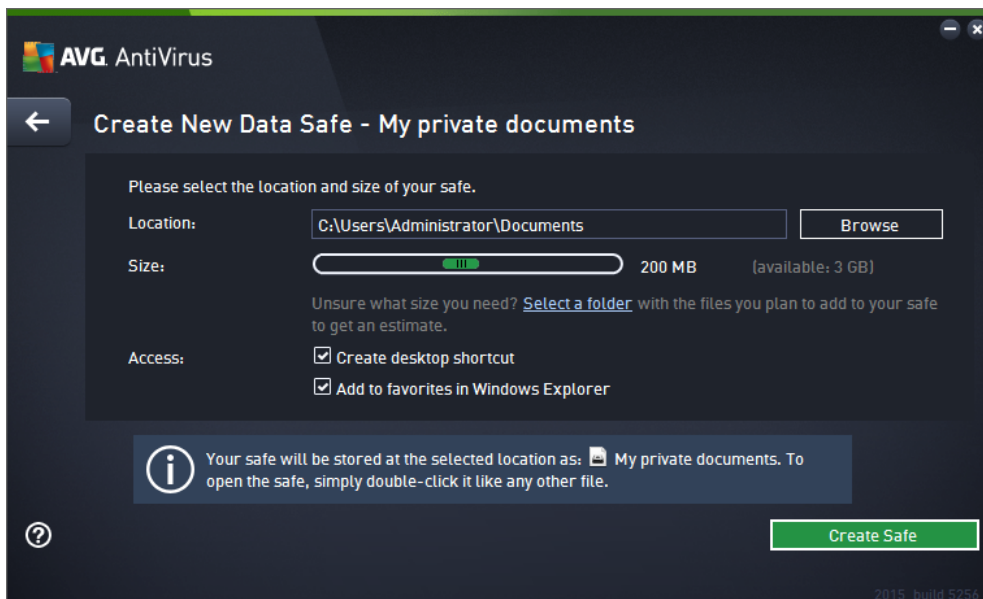 AVG. AntiVirus
Create New Data Safe - My private documents
Please select the location and size of your safe.
Location:
C:\Users\Administrator\Documents
Browse
Size:
200 MB
(available: 3 GB)
Unsure what size you need? Select a folder with the files you plan to add to your safe
to get an estimate.
Access:
Create desktop shortcut
Add to favorites in Windows Explorer
Your safe will be stored at the selected location as: My private documents. To
open the safe, simply double-click it like any other file.
Create Safe
2015 build 5256